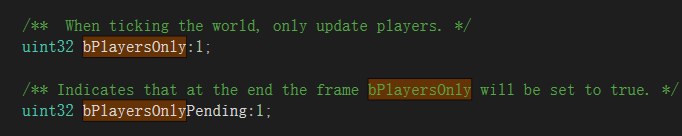 /**  When ticking the world, only update players. */
uint32 bPlayersOnly:1;
/** Indicates that at the end the frame bPlayersOnly will be set to true. */
uint32 bPlayersOnlyPending:1;